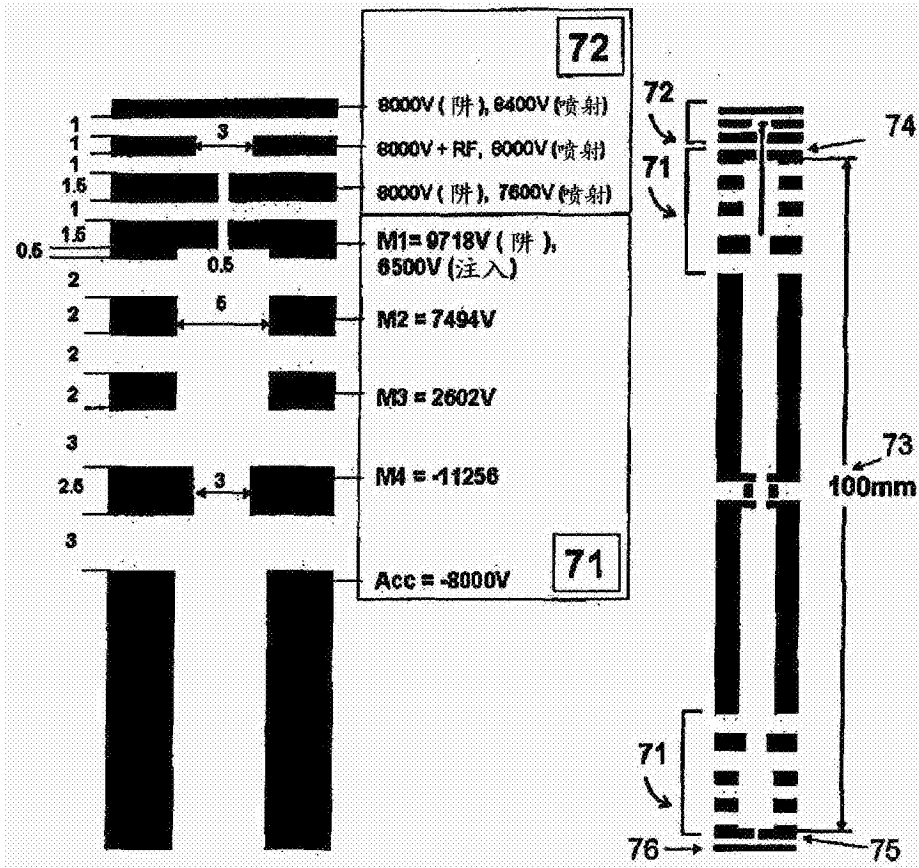 72
8000V ( 阱 ), 8400V (喷射)
8000V + RF, 6000V (喷射)
8000V ( 阱 ), 7600V (喷射)
M1= 9718V ( 阱 ),
6500V (注入)
M2 = 7494V
M3 = 2602V
M4 = -11256
Acc = -8000V
71
1
1
1
1.5
1
1.5
0.5
2
2
2
2
3
2.5
3
3
0.5
5
3
72
71
74
73
100mm
71
76
75